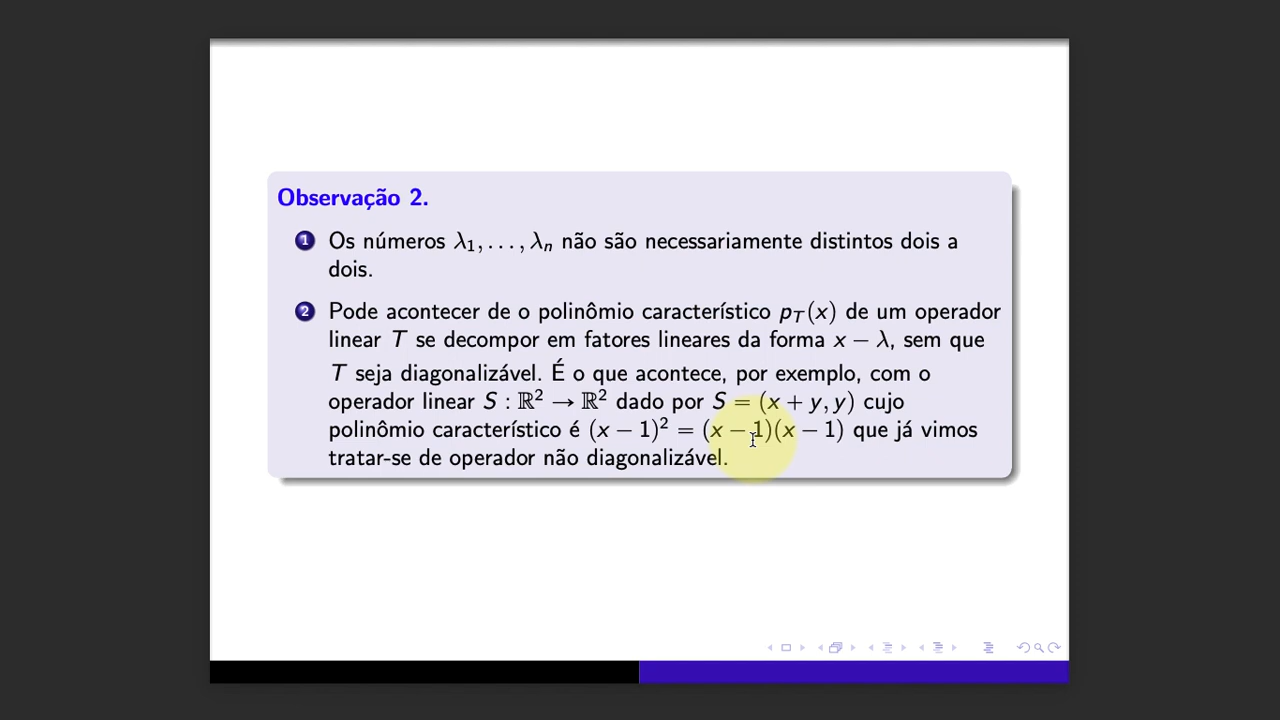 Observação 2.
1 Os números λ₁, . . . , λₙ não são necessariamente distintos dois a
dois.
2 Pode acontecer de o polinômio característico p_T(x) de um operador
linear T se decompor em fatores lineares da forma x − λ, sem que
T seja diagonalizável. É o que acontece, por exemplo, com o
operador linear S : ℝ² → ℝ² dado por S = (x + y, y) cujo
polinômio característico é (x − 1)² = (x − 1)(x − 1) que já vimos
tratar-se de operador não diagonalizável.